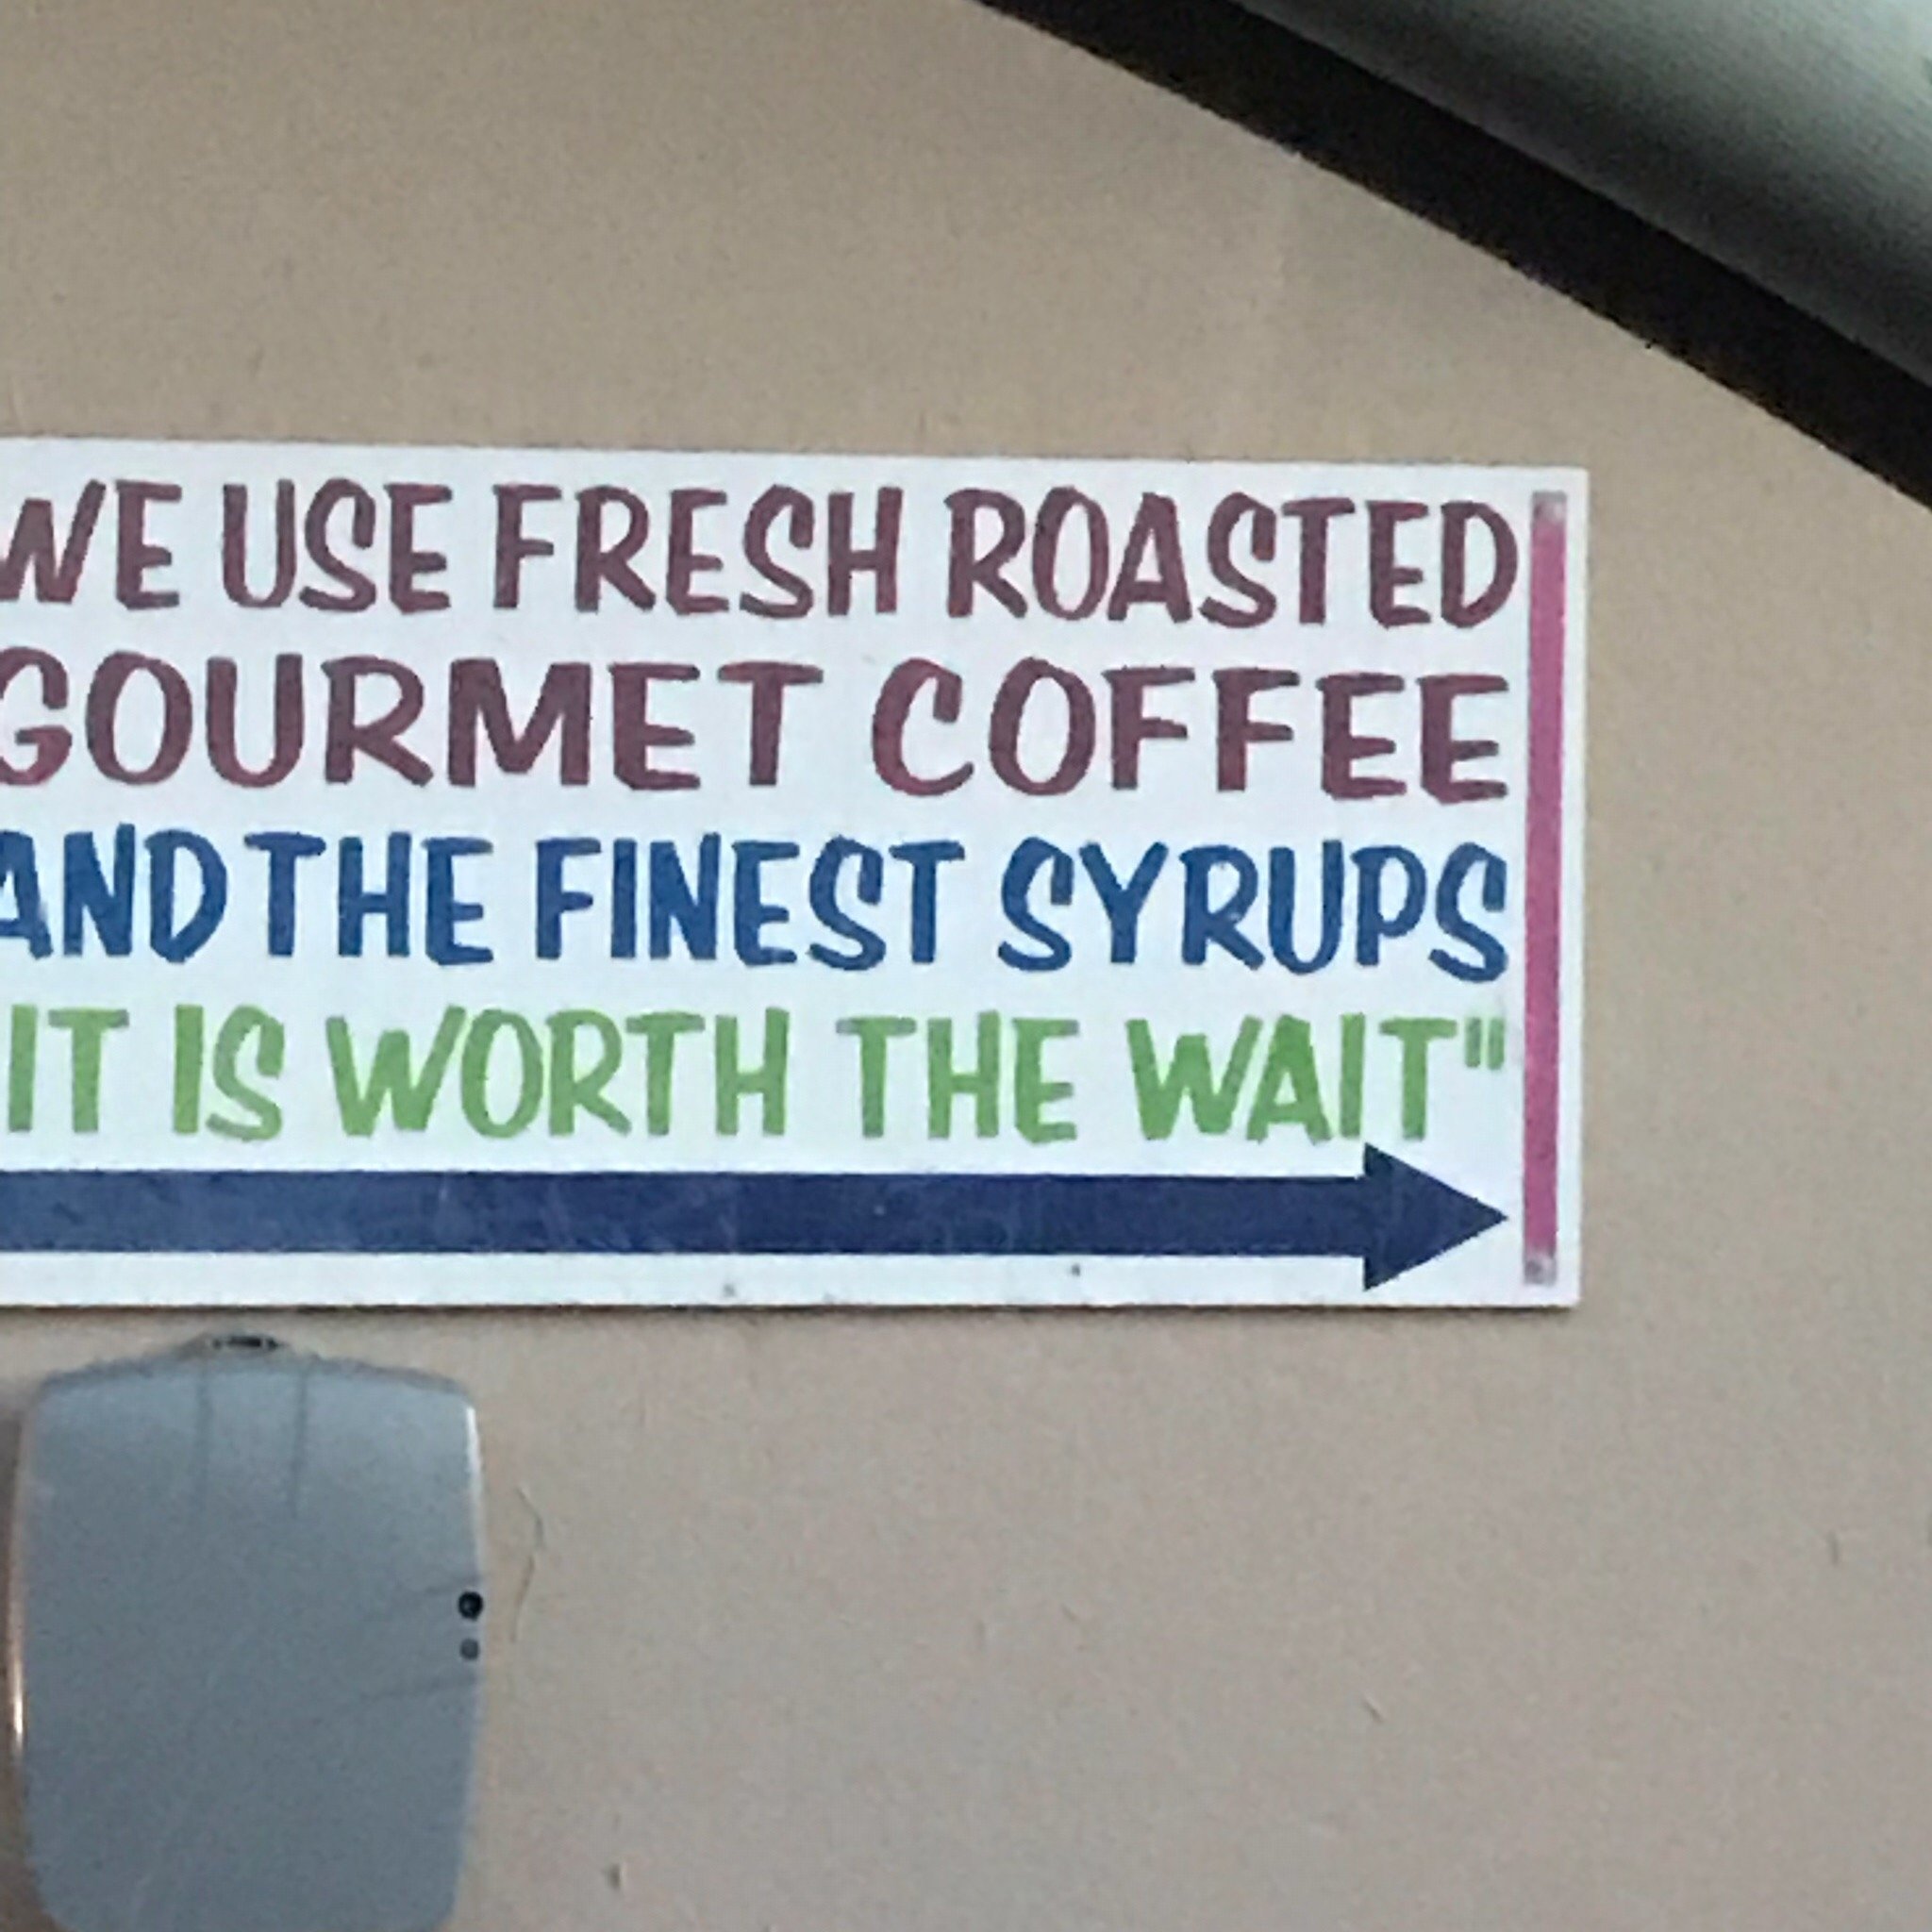 WE USE FRESH ROASTED
GOURMET COFFEE
AND THE FINEST SYRUPS
IT IS WORTH THE WAIT"